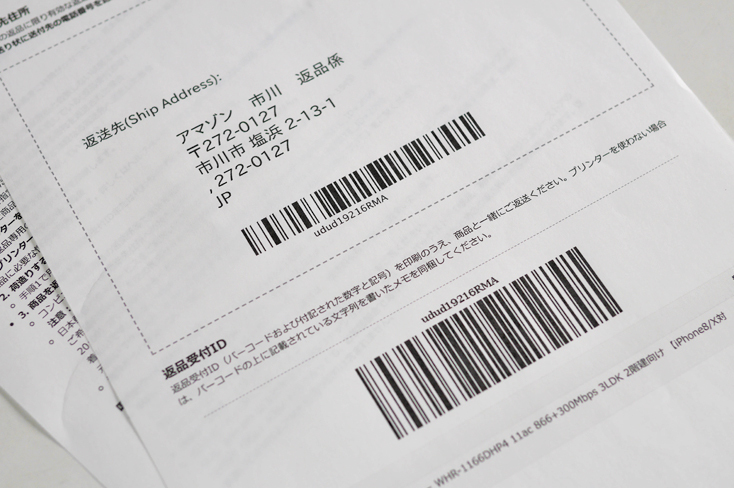 先住所
返送先(Ship Address):
アマゾン 市川 返品係
〒272-0127
市川市 塩浜 2-13-1
, 272-0127
JP
udud19216RMA
返品受付ID
返品受付ID (バーコードおよび付記された数字と記号) を印刷のうえ、商品と一緒にご返送ください。プリンターを使わない場合
は、バーコードの上に記載されている文字列を書いたメモを同梱してください。
udud19216RMA
WHR-1166DHP4 11ac 866+300Mbps 3LDK 2階建向け 【iPhone8/X対